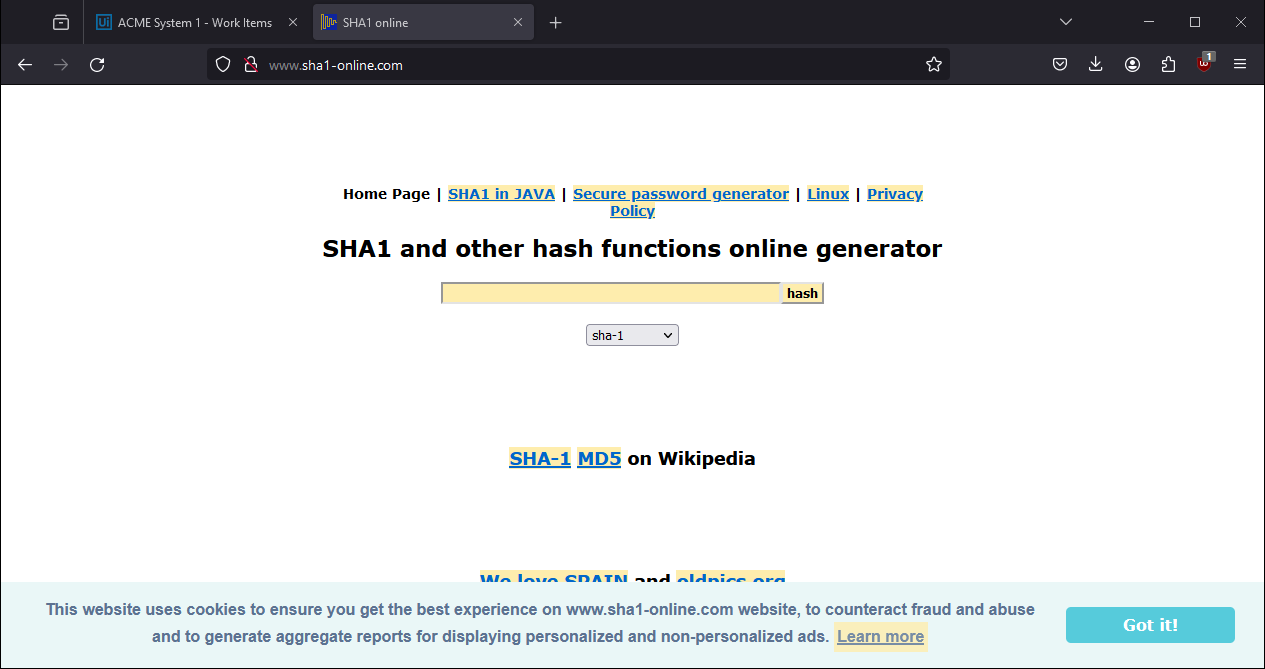 ACME System 1 - Work Items
SHA1 online
www.sha1-online.com
1
Home Page | SHA1 in JAVA | Secure password generator | Linux | Privacy
Policy
SHA1 and other hash functions online generator
hash
sha-1
SHA-1 MD5 on Wikipedia
We love SPAIN and oldpics.org
This website uses cookies to ensure you get the best experience on www.sha1-online.com website, to counteract fraud and abuse
and to generate aggregate reports for displaying personalized and non-personalized ads. Learn more
Got it!